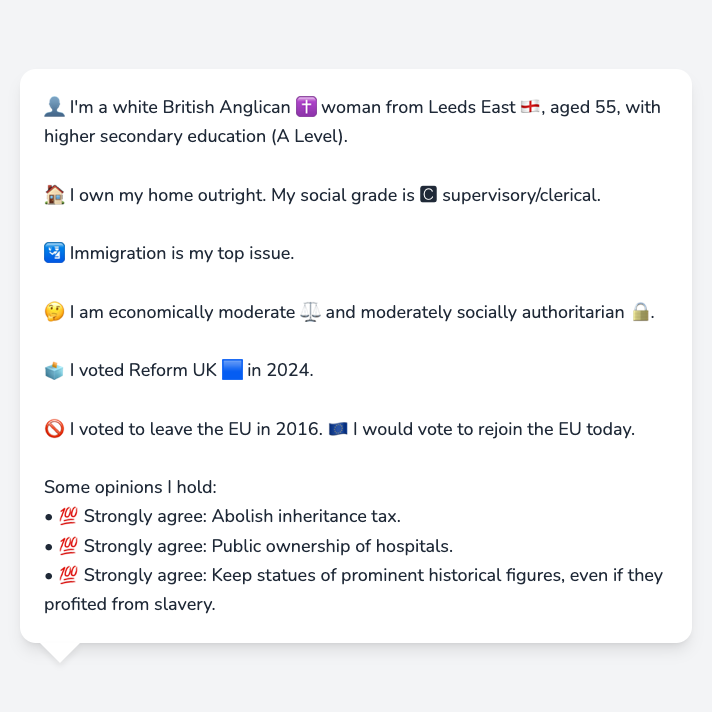 👤 I'm a white British Anglican ✝️ woman from Leeds East 🏴󠁧󠁢󠁥󠁮󠁧󠁿, aged 55, with
higher secondary education (A Level).
🏠 I own my home outright. My social grade is 🅲 supervisory/clerical.
🛂 Immigration is my top issue.
🤔 I am economically moderate ⚖️ and moderately socially authoritarian 🔒.
🗳️ I voted Reform UK 🟦 in 2024.
🚫 I voted to leave the EU in 2016. 🇪🇺 I would vote to rejoin the EU today.
Some opinions I hold:
• 💯 Strongly agree: Abolish inheritance tax.
• 💯 Strongly agree: Public ownership of hospitals.
• 💯 Strongly agree: Keep statues of prominent historical figures, even if they
profited from slavery.